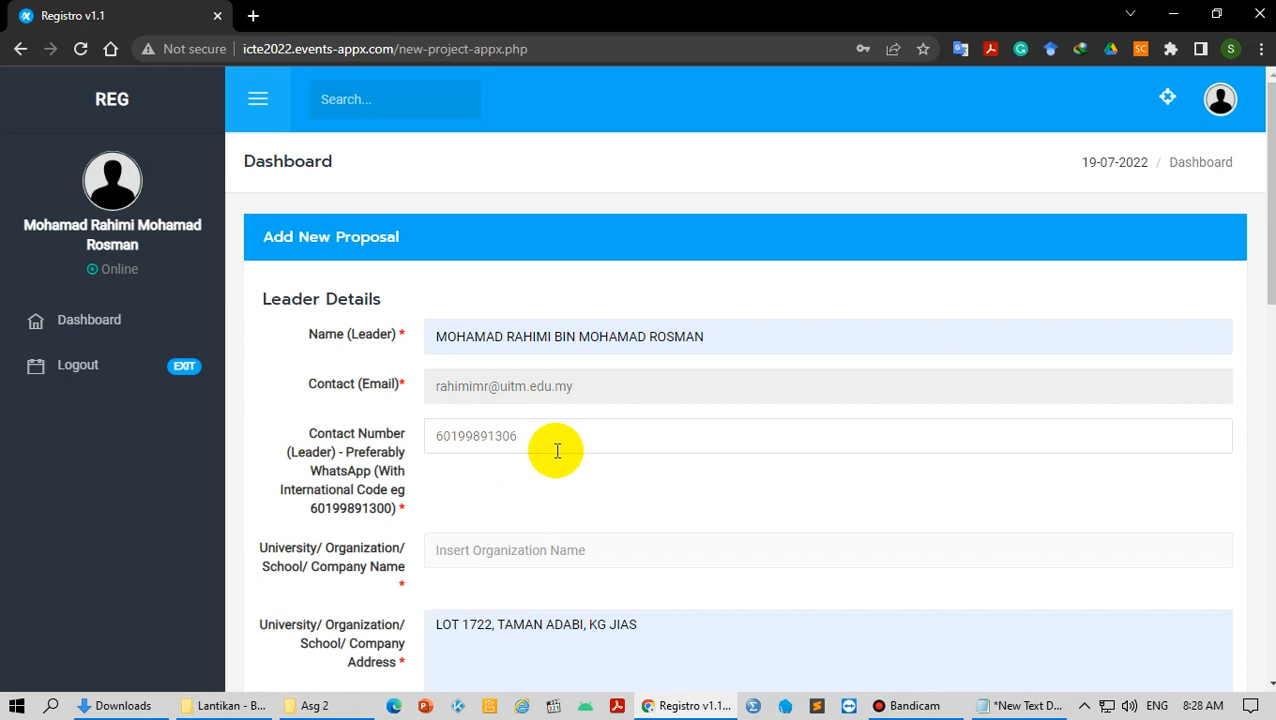 Registro v1.1
Not secure
icte2022.events-appx.com/new-project-appx.php
S
REG
Search...
Mohamad Rahimi Mohamad
Rosman
Online
Dashboard
Logout
EXIT
Dashboard
19-07-2022 / Dashboard
Add New Proposal
Leader Details
Name (Leader) *
MOHAMAD RAHIMI BIN MOHAMAD ROSMAN
Contact (Email)*
rahimimr@uitm.edu.my
Contact Number
(Leader) - Preferably
WhatsApp (With
International Code eg
60199891300) *
60199891306
University/ Organization/
School/ Company Name
*
Insert Organization Name
University/ Organization/
School/ Company
Address *
LOT 1722, TAMAN ADABI, KG JIAS
Downloads
Lantikan - B...
Asg 2
Registro v1.1...
Bandicam
*New Text D...
ENG
8:28 AM